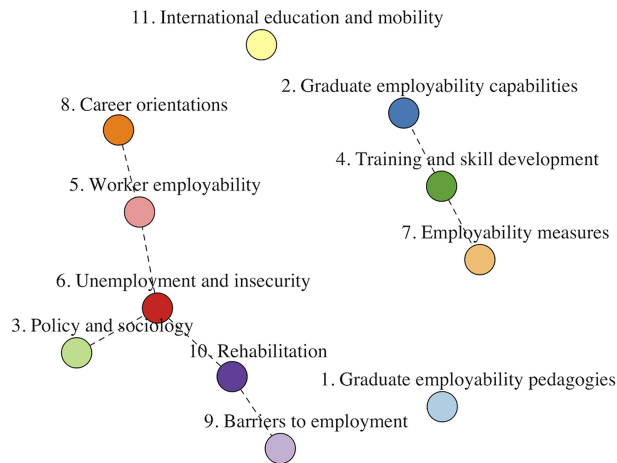 11. International education and mobility
2. Graduate employability capabilities
8. Career orientations
4. Training and skill development
5. Worker employability
7. Employability measures
6. Unemployment and insecurity
3. Policy and sociology
10. Rehabilitation
1. Graduate employability pedagogies
9. Barriers to employment